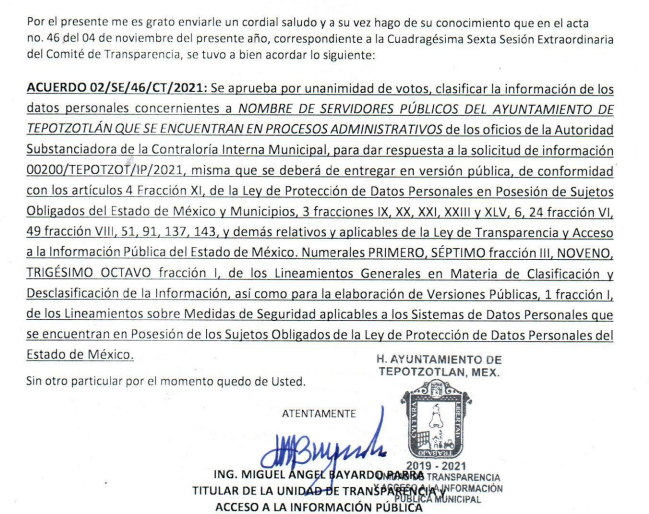 Por el presente me es grato enviarle un cordial saludo y a su vez hago de su conocimiento que en el acta
no. 46 del 04 de noviembre del presente año, correspondiente a la Cuadragésima Sexta Sesión Extraordinaria
del Comité de Transparencia, se tuvo a bien acordar lo siguiente:
ACUERDO 02/SE/46/CT/2021: Se aprueba por unanimidad de votos, clasificar la información de los
datos personales concernientes a NOMBRE DE SERVIDORES PÚBLICOS DEL AYUNTAMIENTO DE
TEPOTZOTLÁN QUE SE ENCUENTRAN EN PROCESOS ADMINISTRATIVOS de los oficios de la Autoridad
Substanciadora de la Contraloría Interna Municipal, para dar respuesta a la solicitud de información
00200/TEPOTZOT/IP/2021, misma que se deberá de entregar en versión pública, de conformidad
con los artículos 4 Fracción XI, de la Ley de Protección de Datos Personales en Posesión de Sujetos
Obligados del Estado de México y Municipios, 3 fracciones IX, XX, XXI, XXIII y XLV, 6, 24 fracción VI,
49 fracción VIII, 51, 91, 137, 143, y demás relativos y aplicables de la Ley de Transparencia y Acceso
a la Información Pública del Estado de México. Numerales PRIMERO, SÉPTIMO fracción III, NOVENO,
TRIGÉSIMO OCTAVO fracción I, de los Lineamientos Generales en Materia de Clasificación y
Desclasificación de la Información, así como para la elaboración de Versiones Públicas, 1 fracción I,
de los Lineamientos sobre Medidas de Seguridad aplicables a los Sistemas de Datos Personales que
se encuentran en Posesión de los Sujetos Obligados de la Ley de Protección de Datos Personales del
Estado de México.
Sin otro particular por el momento quedo de Usted.
H. AYUNTAMIENTO DE
TEPOTZOTLAN, MEX.
CULTURA
LIBERTAD
TRABAJO
2019 - 2021
UNIDAD DE TRANSPARENCIA
Y ACCESO A LA INFORMACIÓN
PÚBLICA MUNICIPAL
ATENTAMENTE
ING. MIGUEL ÁNGEL BAYARDO PARRA
TITULAR DE LA UNIDAD DE TRANSPARENCIA Y
ACCESO A LA INFORMACIÓN PÚBLICA